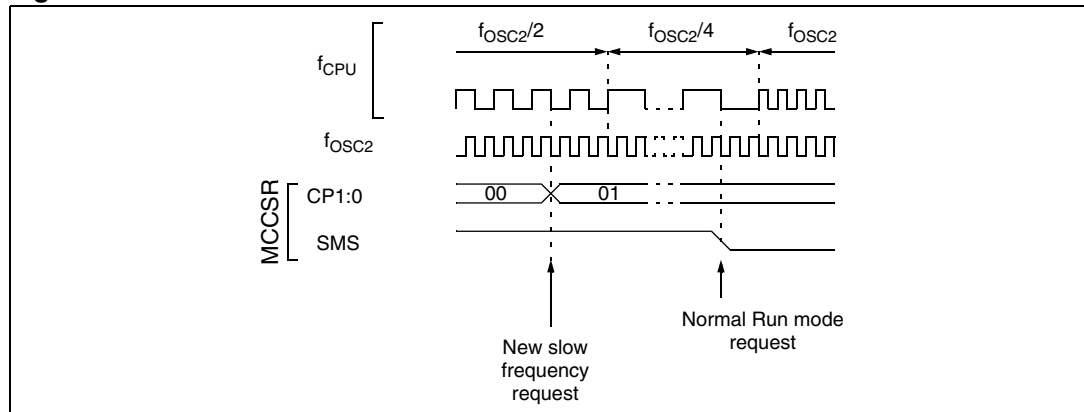 fOSC2/2 fOSC2/4 fOSC2
fCPU
fOSC2
MCCSR
CP1:0 00 01
SMS
New slow
frequency
request
Normal Run mode
request